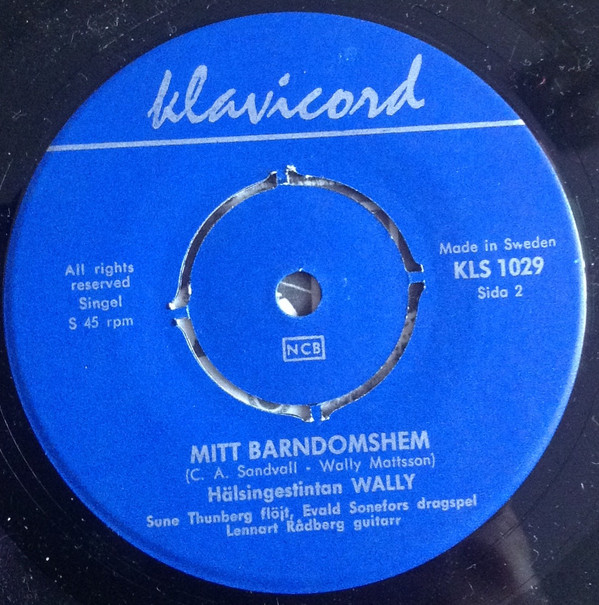 klavicord
All rights
reserved
Singel
S 45 rpm
Made in Sweden
KLS 1029
Sida 2
NCB
MITT BARNDOMSHEM
(C. A. Sandvall - Wally Mattsson)
Hälsingestintan WALLY
Sune Thunberg flöjt, Evald Sonefors dragspel
Lennart Rådberg guitarr